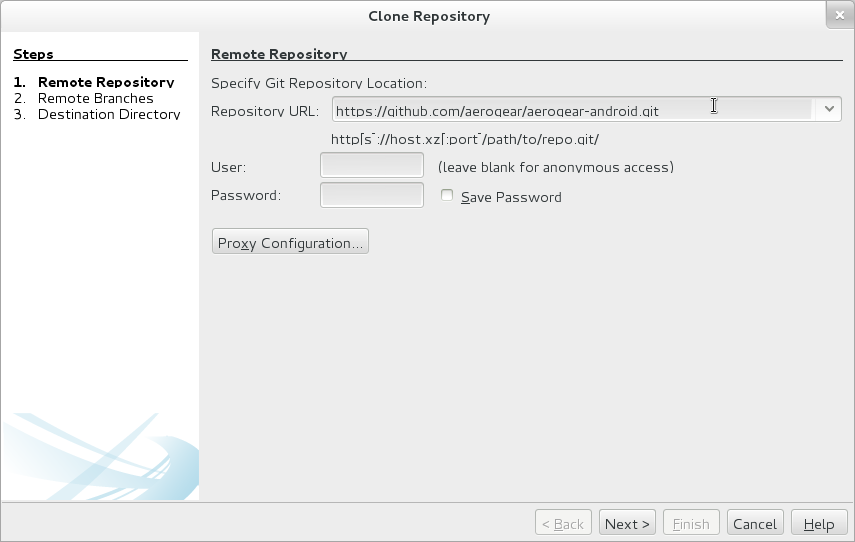 Clone Repository
Steps
1. Remote Repository
2. Remote Branches
3. Destination Directory
Remote Repository
Specify Git Repository Location:
Repository URL: https://github.com/aerogear/aerogear-android.git
http[s]://host.xz[:port]/path/to/repo.git/
User: (leave blank for anonymous access)
Password: Save Password
Proxy Configuration...
< Back Next > Finish Cancel Help